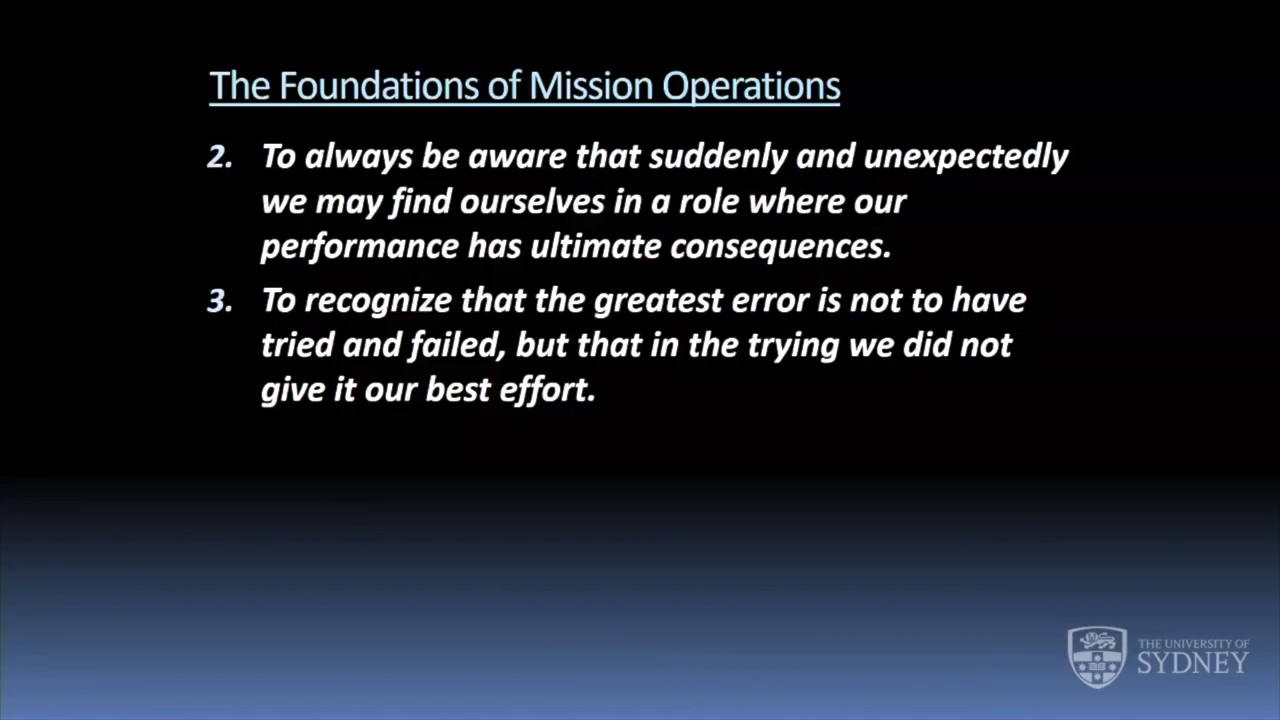 The Foundations of Mission Operations
2. To always be aware that suddenly and unexpectedly
we may find ourselves in a role where our
performance has ultimate consequences.
3. To recognize that the greatest error is not to have
tried and failed, but that in the trying we did not
give it our best effort.
THE UNIVERSITY OF
SYDNEY